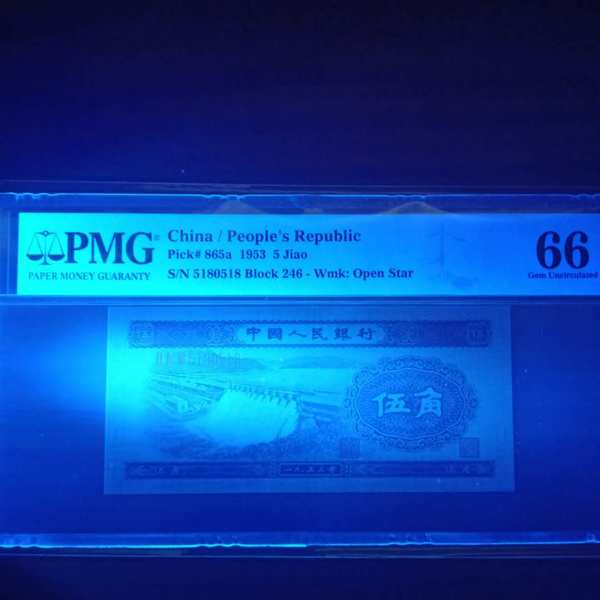 PMG®
PAPER MONEY GUARANTY
China / People's Republic
Pick# 865a 1953 5 Jiao
S/N 5180518 Block 246 - Wmk: Open Star
66
Gem Uncirculated
中國人民銀行
5180518
伍角
一九五三年